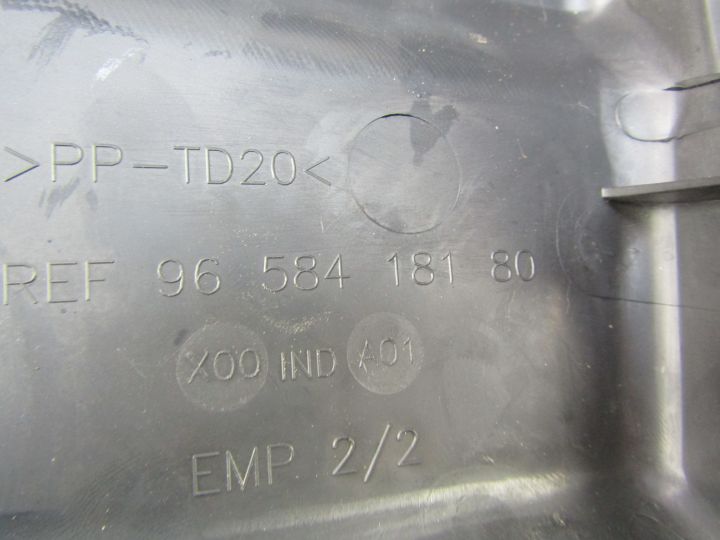 >PP-TD20<
REF 96 584 181 80
X00 IND A01
EMP 2/2